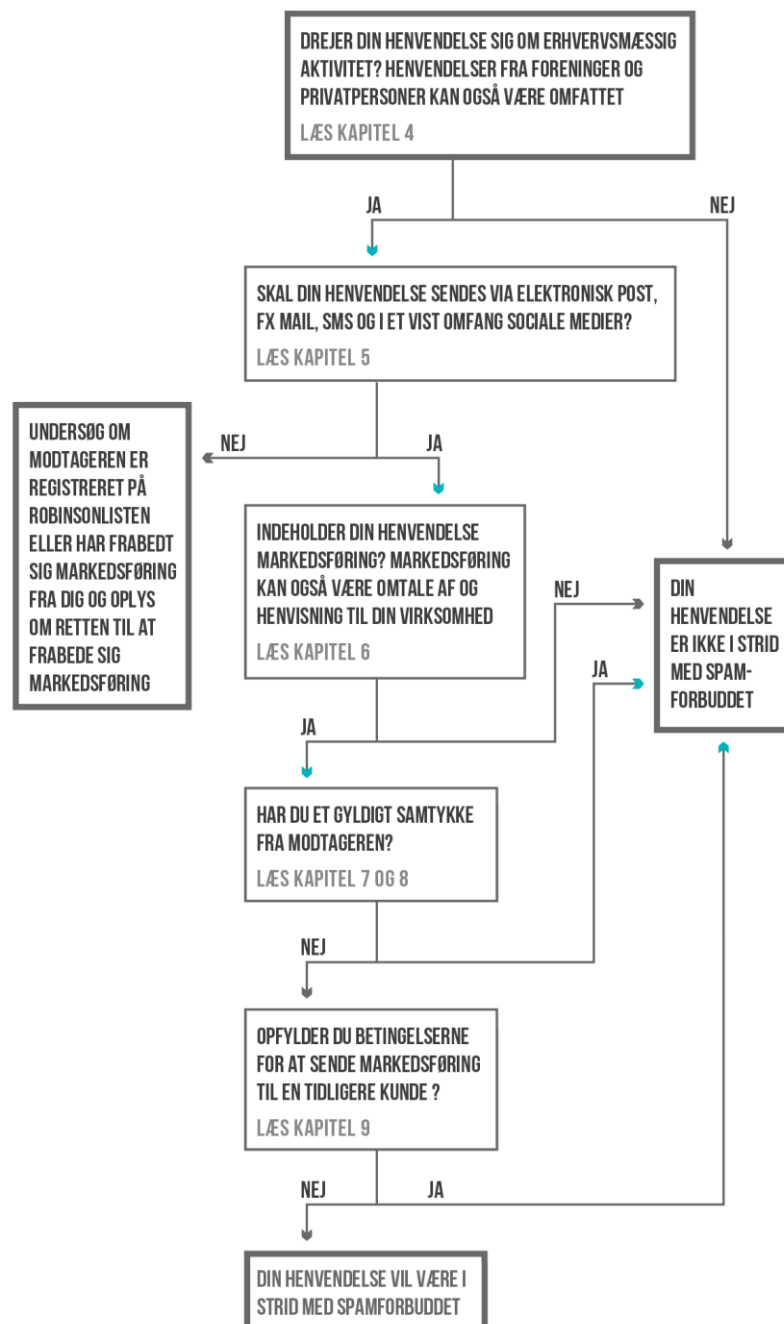 DREJER DIN HENVENDELSE SIG OM ERHVERVSMÆSSIG
AKTIVITET? HENVENDELSER FRA FORENINGER OG
PRIVATPERSONER KAN OGSÅ VÆRE OMFATTET
LÆS KAPITEL 4
JA
NEJ
SKAL DIN HENVENDELSE SENDES VIA ELEKTRONISK POST,
FX MAIL, SMS OG I ET VIST OMFANG SOCIALE MEDIER?
LÆS KAPITEL 5
NEJ
JA
UNDERSØG OM
MODTAGEREN ER
REGISTRERET PÅ
ROBINSONLISTEN
ELLER HAR FRABEDT
SIG MARKEDSFØRING
FRA DIG OG OPLYS
OM RETTEN TIL AT
FRABEDE SIG
MARKEDSFØRING
INDEHOLDER DIN HENVENDELSE
MARKEDSFØRING? MARKEDSFØRING
KAN OGSÅ VÆRE OMTALE AF OG
HENVISNING TIL DIN VIRKSOMHED
LÆS KAPITEL 6
NEJ
JA
DIN
HENVENDELSE
ER IKKE I STRID
MED SPAM-
FORBUDDET
JA
HAR DU ET GYLDIGT SAMTYKKE
FRA MODTAGEREN?
LÆS KAPITEL 7 OG 8
NEJ
OPFYLDER DU BETINGELSERNE
FOR AT SENDE MARKEDSFØRING
TIL EN TIDLIGERE KUNDE ?
LÆS KAPITEL 9
NEJ
JA
DIN HENVENDELSE VIL VÆRE I
STRID MED SPAMFORBUDDET